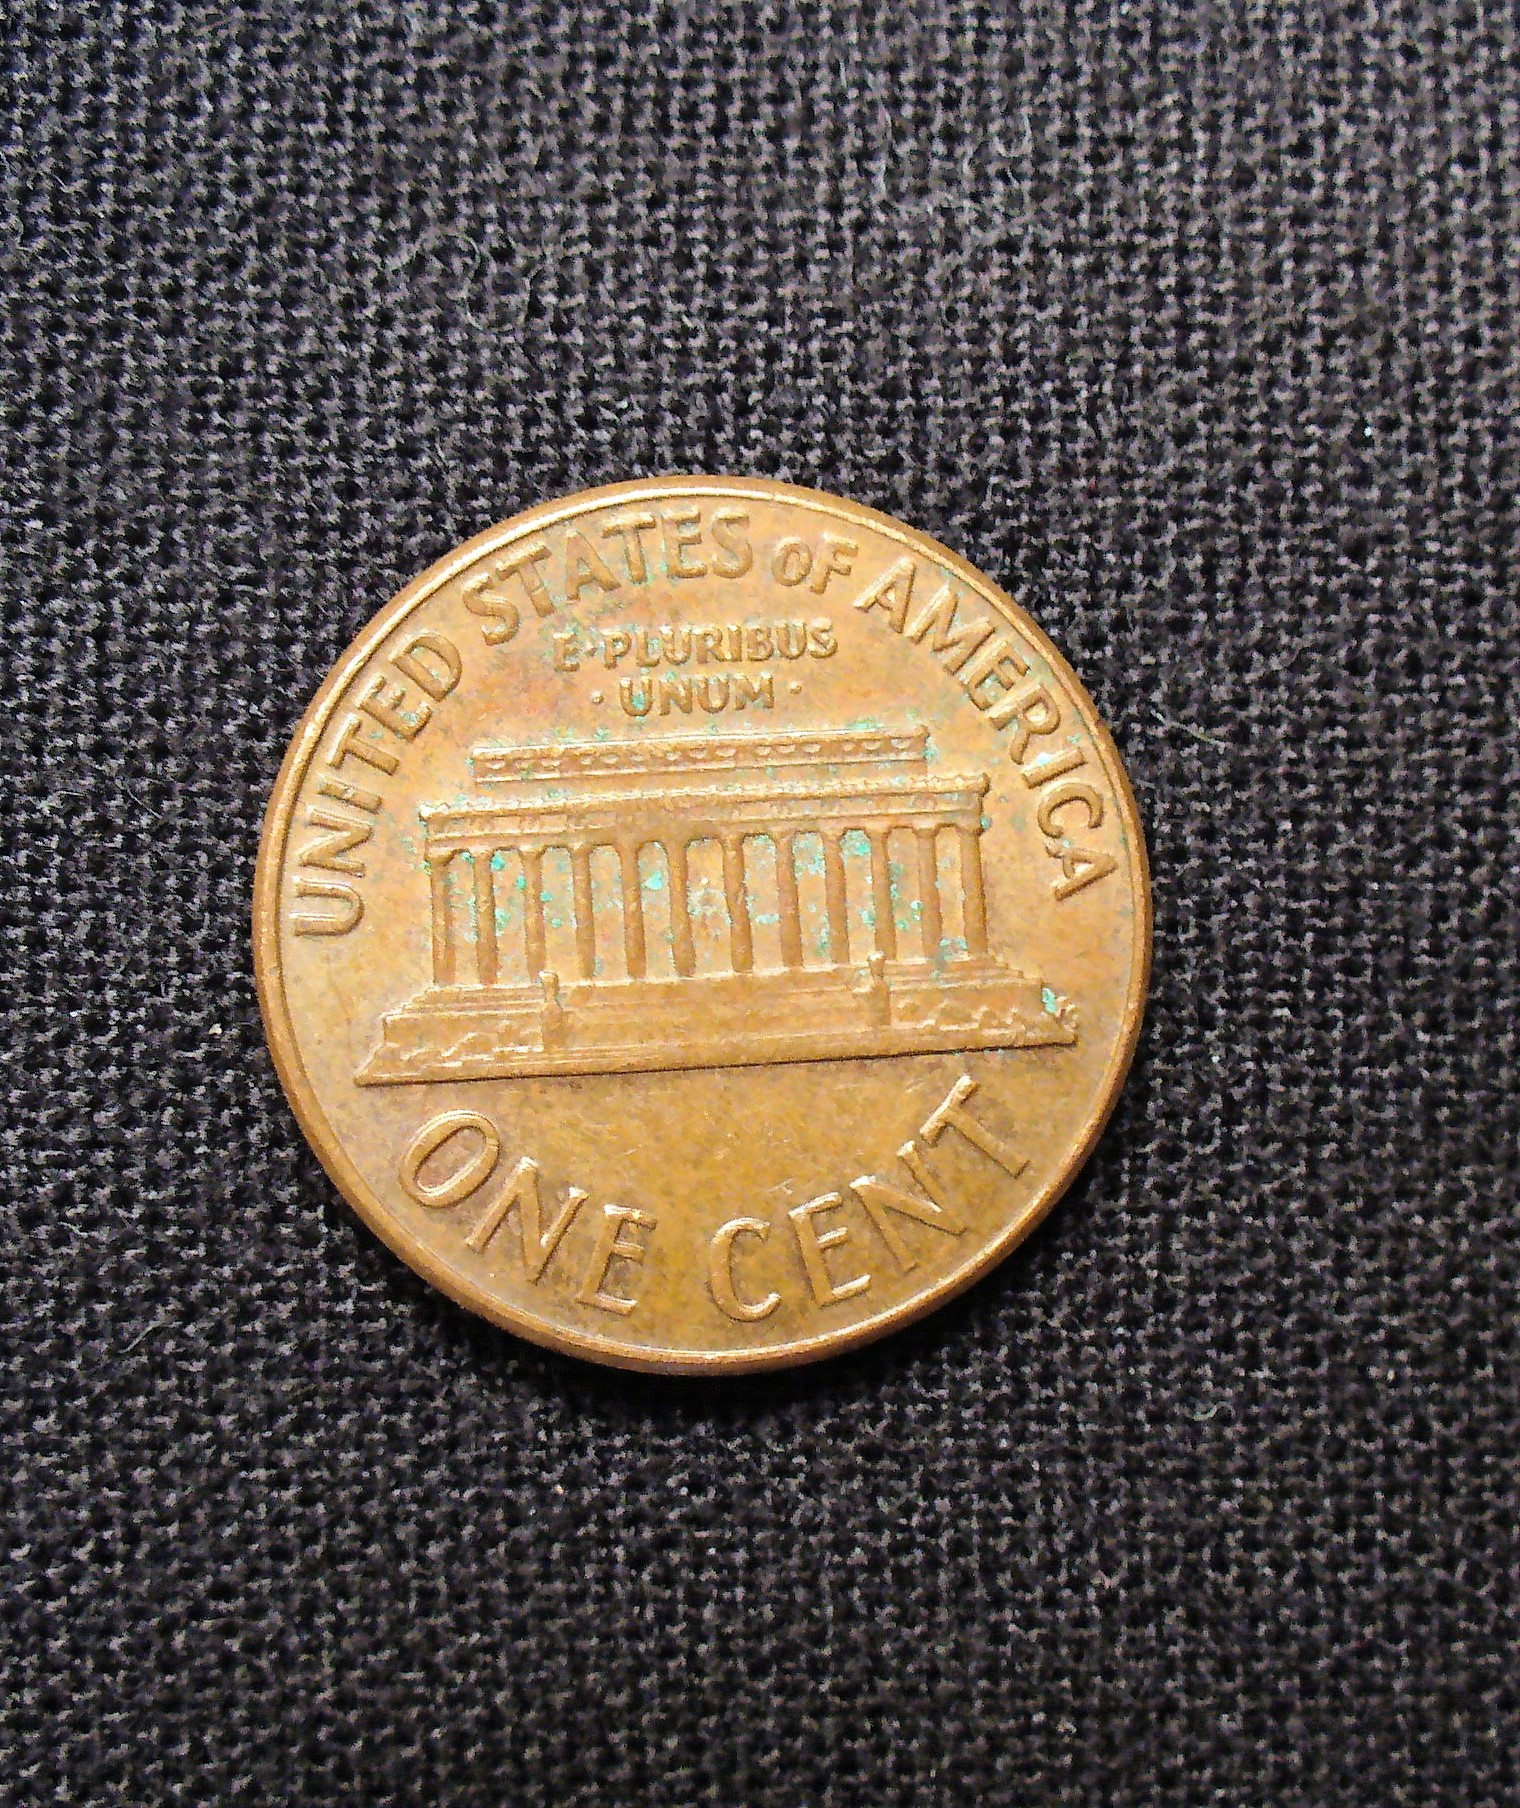 UNITED STATES OF AMERICA
E·PLURIBUS
·UNUM·
ONE CENT